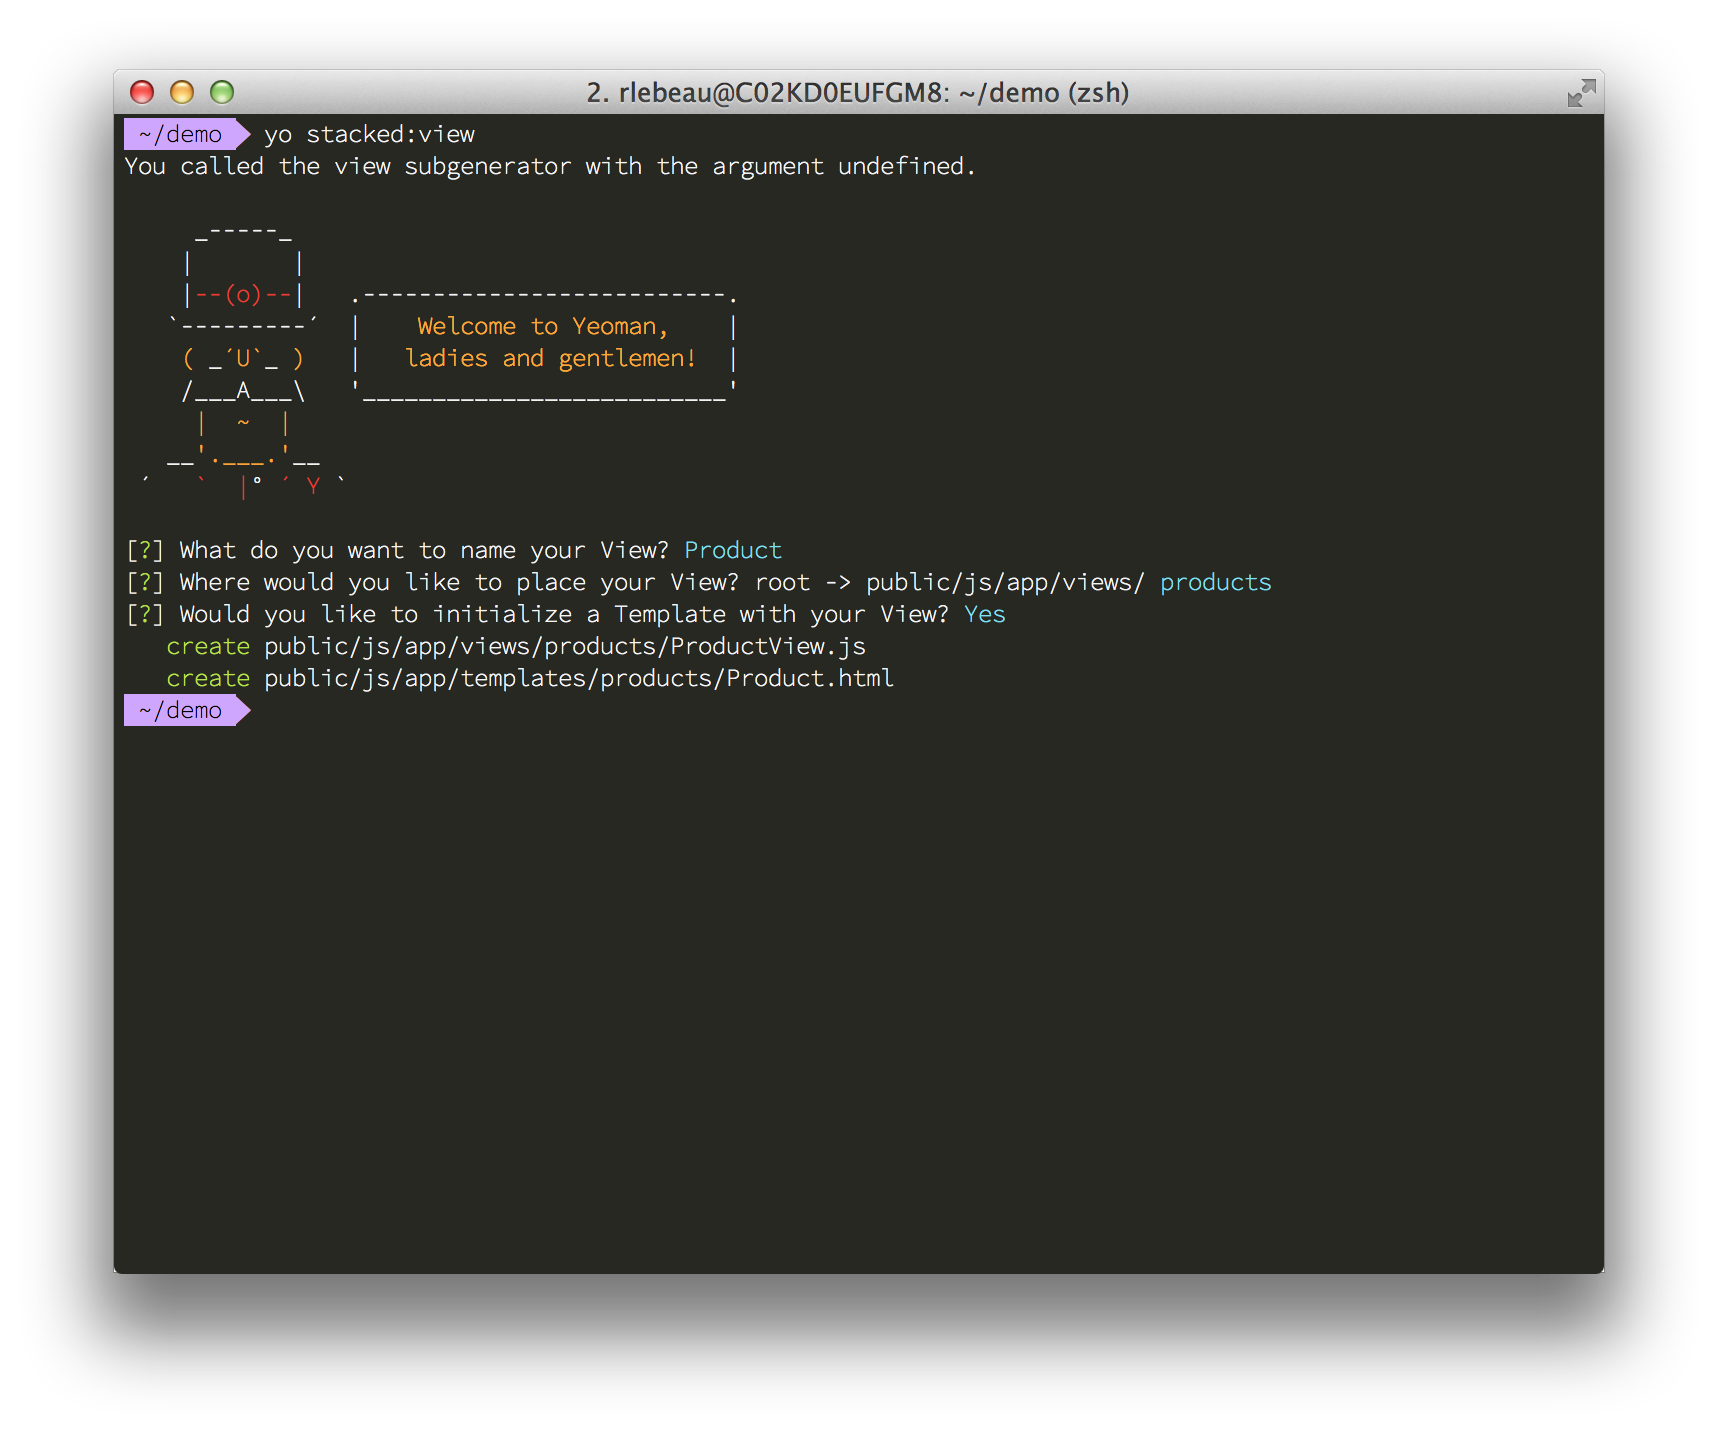 2. rlebeau@C02KD0EUFGM8: ~/demo (zsh)
~/demo yo stacked:view
You called the view subgenerator with the argument undefined.
     _-----_
    |       |
    |--(o)--|   .--------------------------.
   `---------´  |    Welcome to Yeoman,    |
    ( _´U`_ )   |   ladies and gentlemen!  |
    /___A___\   '__________________________'
     |  ~  |
   __'.___.'__
 ´   `  |° ´ Y `
[?] What do you want to name your View? Product
[?] Where would you like to place your View? root -> public/js/app/views/ products
[?] Would you like to initialize a Template with your View? Yes
   create public/js/app/views/products/ProductView.js
   create public/js/app/templates/products/Product.html
~/demo